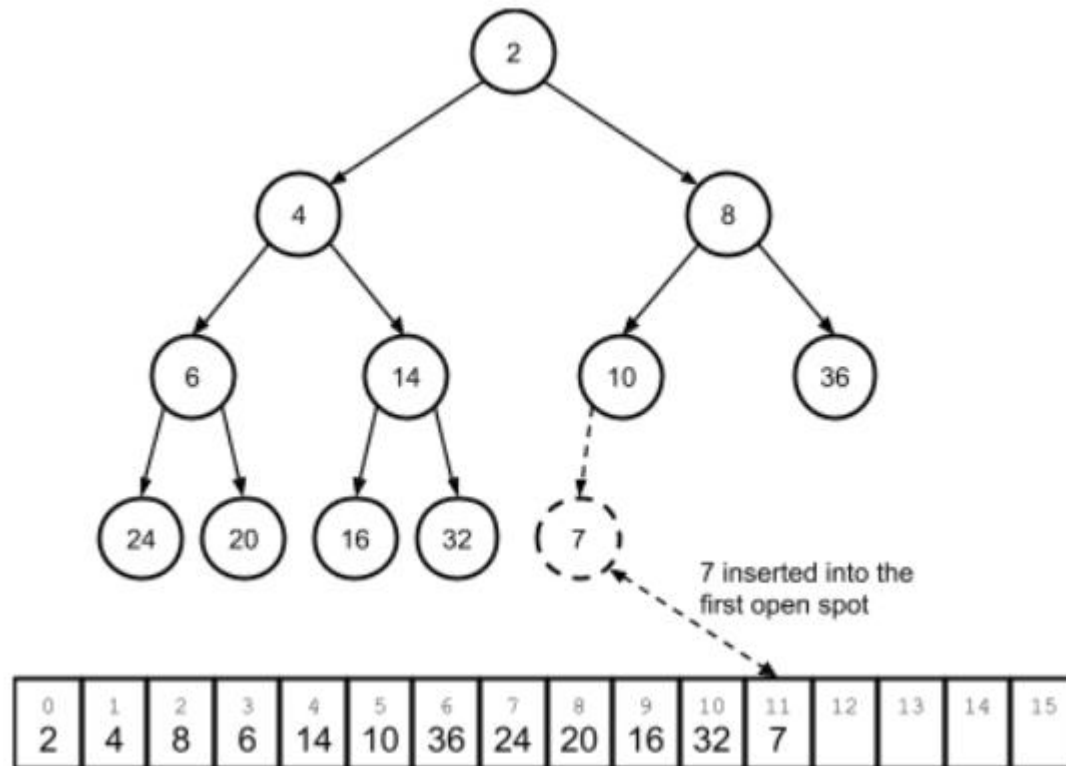 2
4 8
6 14 10 36
24 20 16 32 7
7 inserted into the
first open spot
0 1 2 3 4 5 6 7 8 9 10 11 12 13 14 15
2 4 8 6 14 10 36 24 20 16 32 7